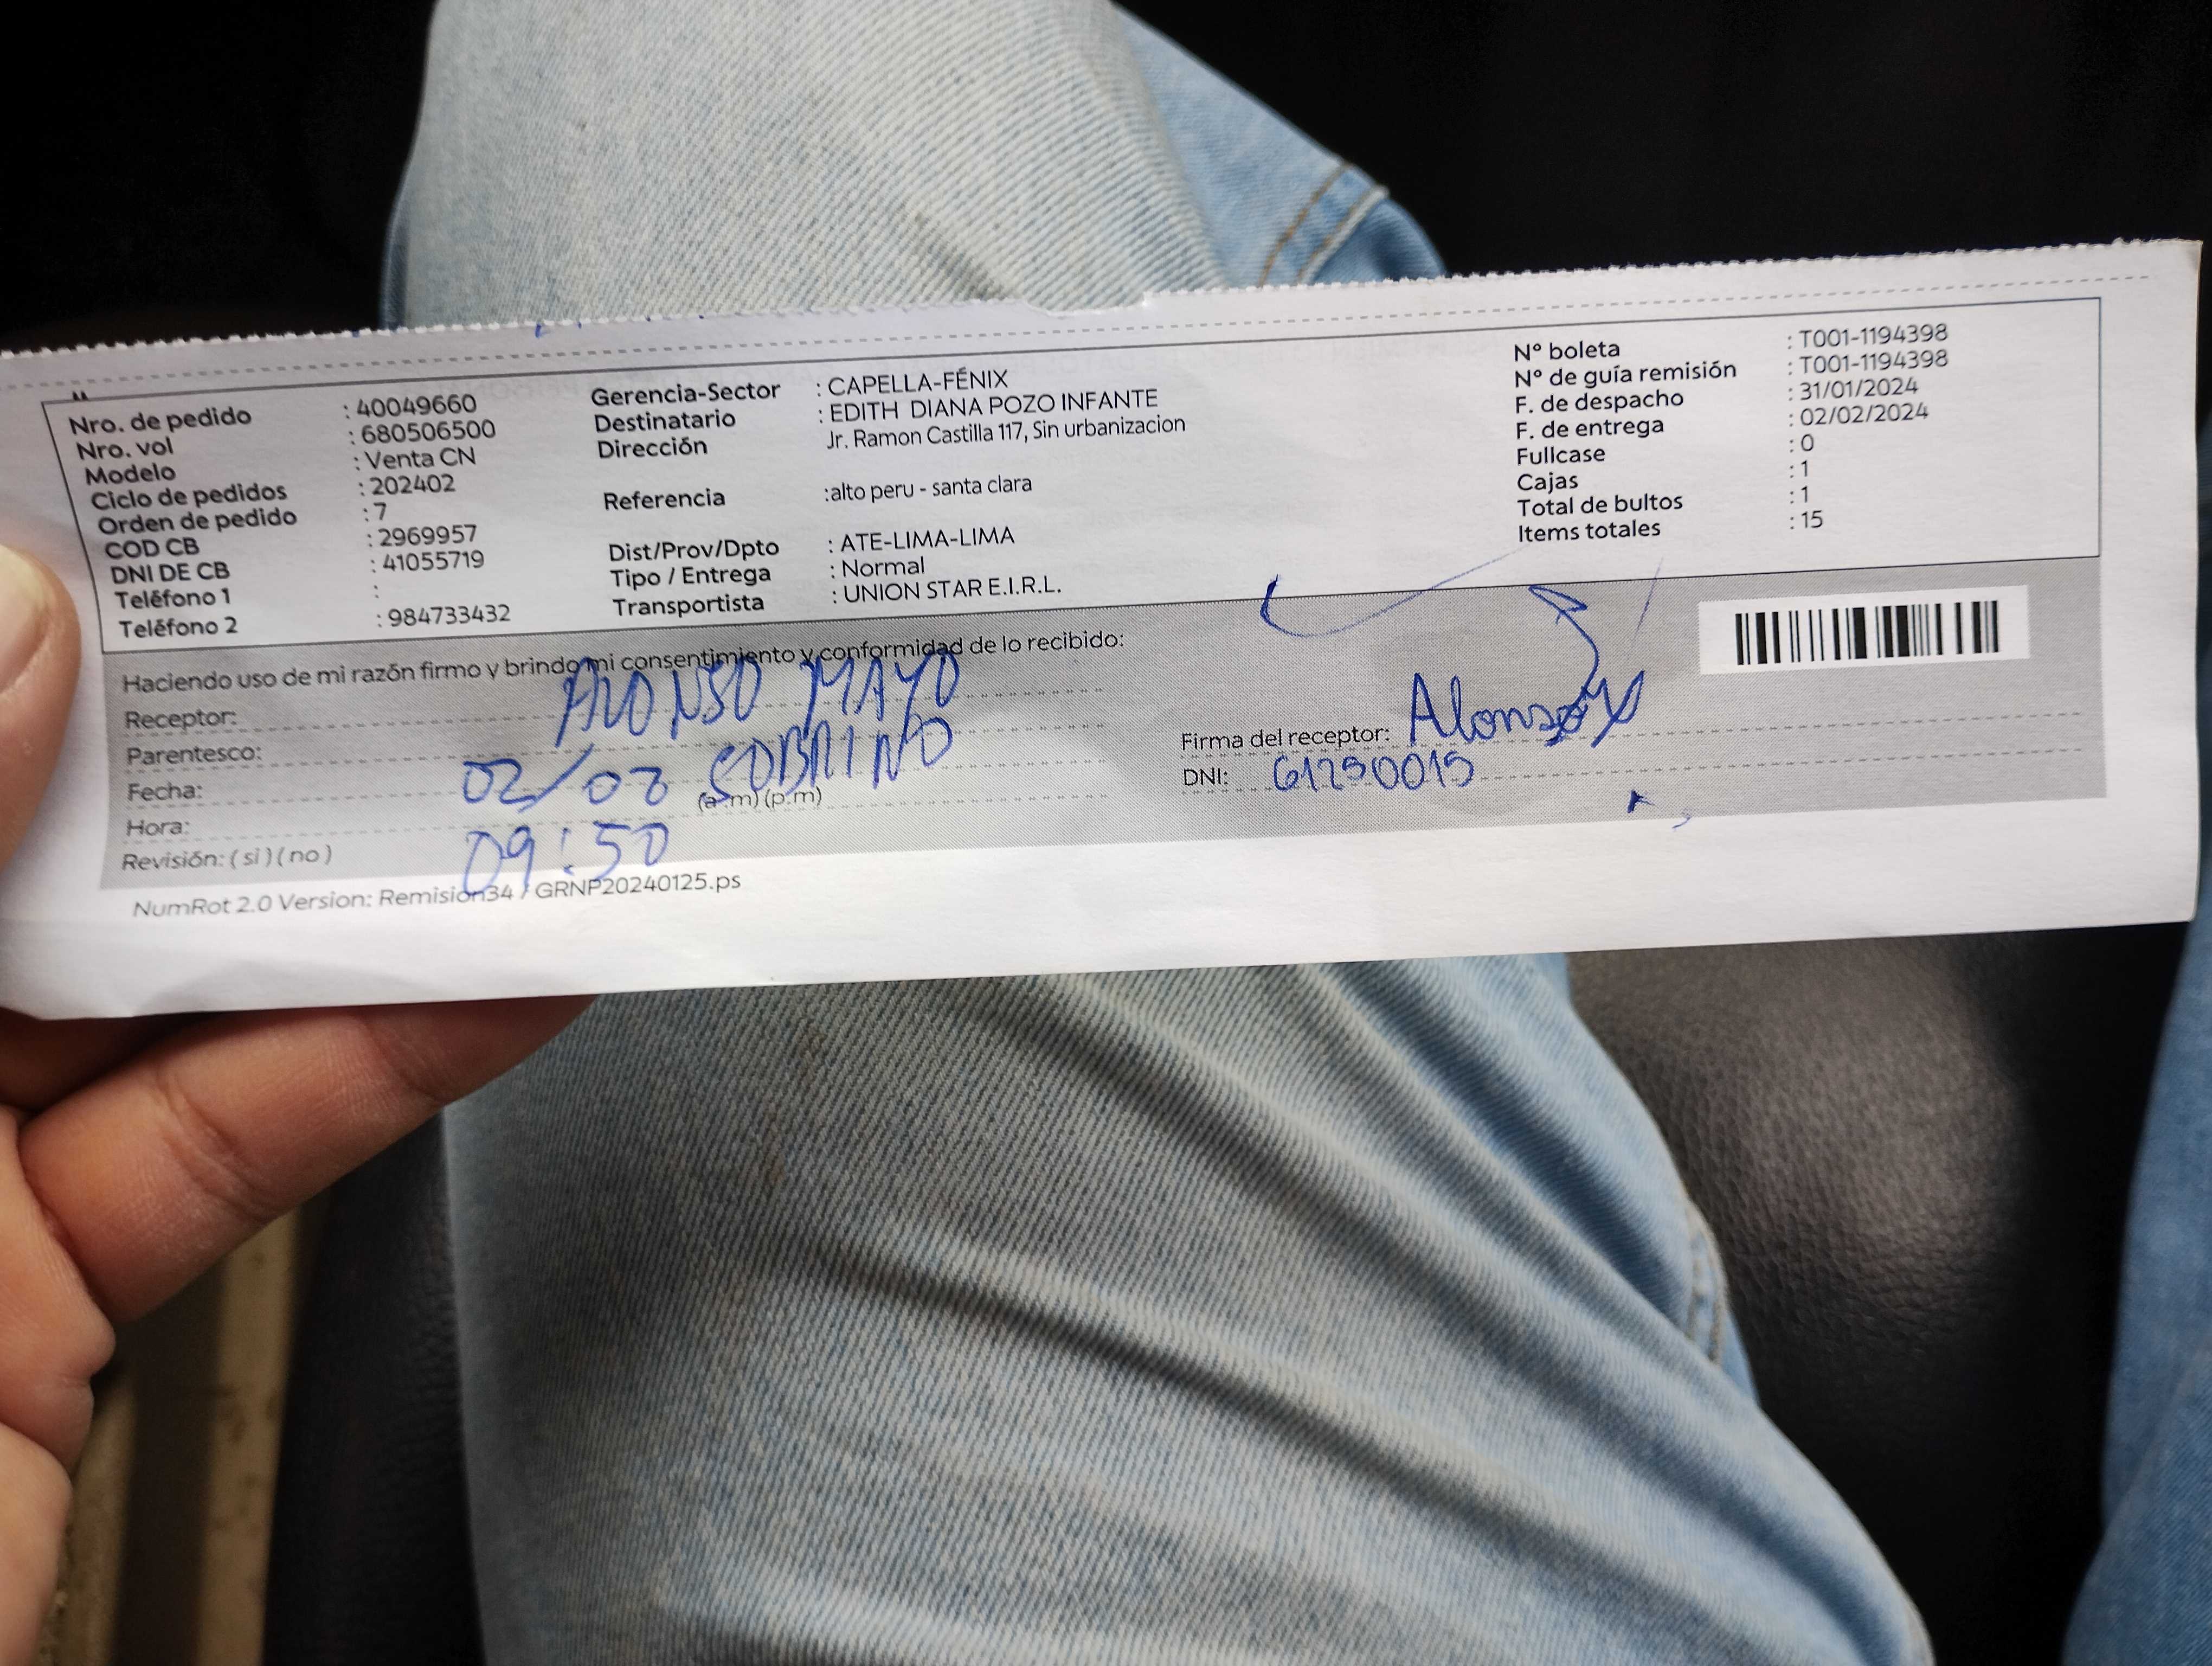 Nro. de pedido : 40049660
Nro. vol : 680506500
Modelo : Venta CN
Ciclo de pedidos : 202402
Orden de pedido : 7
COD CB : 2969957
DNI DE CB : 41055719
Teléfono 1 :
Teléfono 2 : 984733432
Gerencia-Sector : CAPELLA-FÉNIX
Destinatario : EDITH DIANA POZO INFANTE
Dirección Jr. Ramon Castilla 117, Sin urbanizacion
Referencia :alto peru - santa clara
Dist/Prov/Dpto : ATE-LIMA-LIMA
Tipo / Entrega : Normal
Transportista : UNION STAR E.I.R.L.
Nº boleta : T001-1194398
Nº de guía remisión : T001-1194398
F. de despacho : 31/01/2024
F. de entrega : 02/02/2024
Fullcase : 0
Cajas : 1
Total de bultos : 1
Items totales : 15
Haciendo uso de mi razón firmo y brindo mi consentimiento y conformidad de lo recibido:
Receptor: ALONSO MAYO
Parentesco: SOBRINO
Fecha: 02/02
Hora: 09:50 (a.m) (p.m)
Revisión: ( si ) ( no )
Firma del receptor: Alonso
DNI: 61250015
NumRot 2.0 Version: Remision34 / GRNP20240125.ps